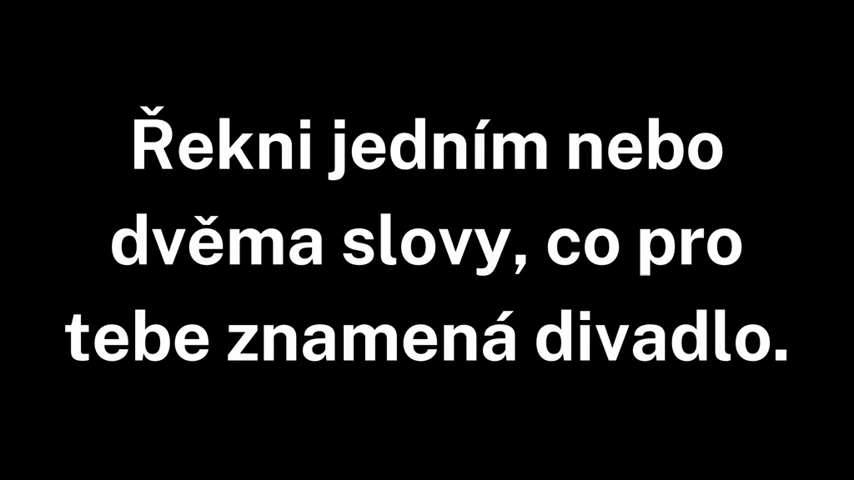 Řekni jedním nebo
dvěma slovy, co pro
tebe znamená divadlo.